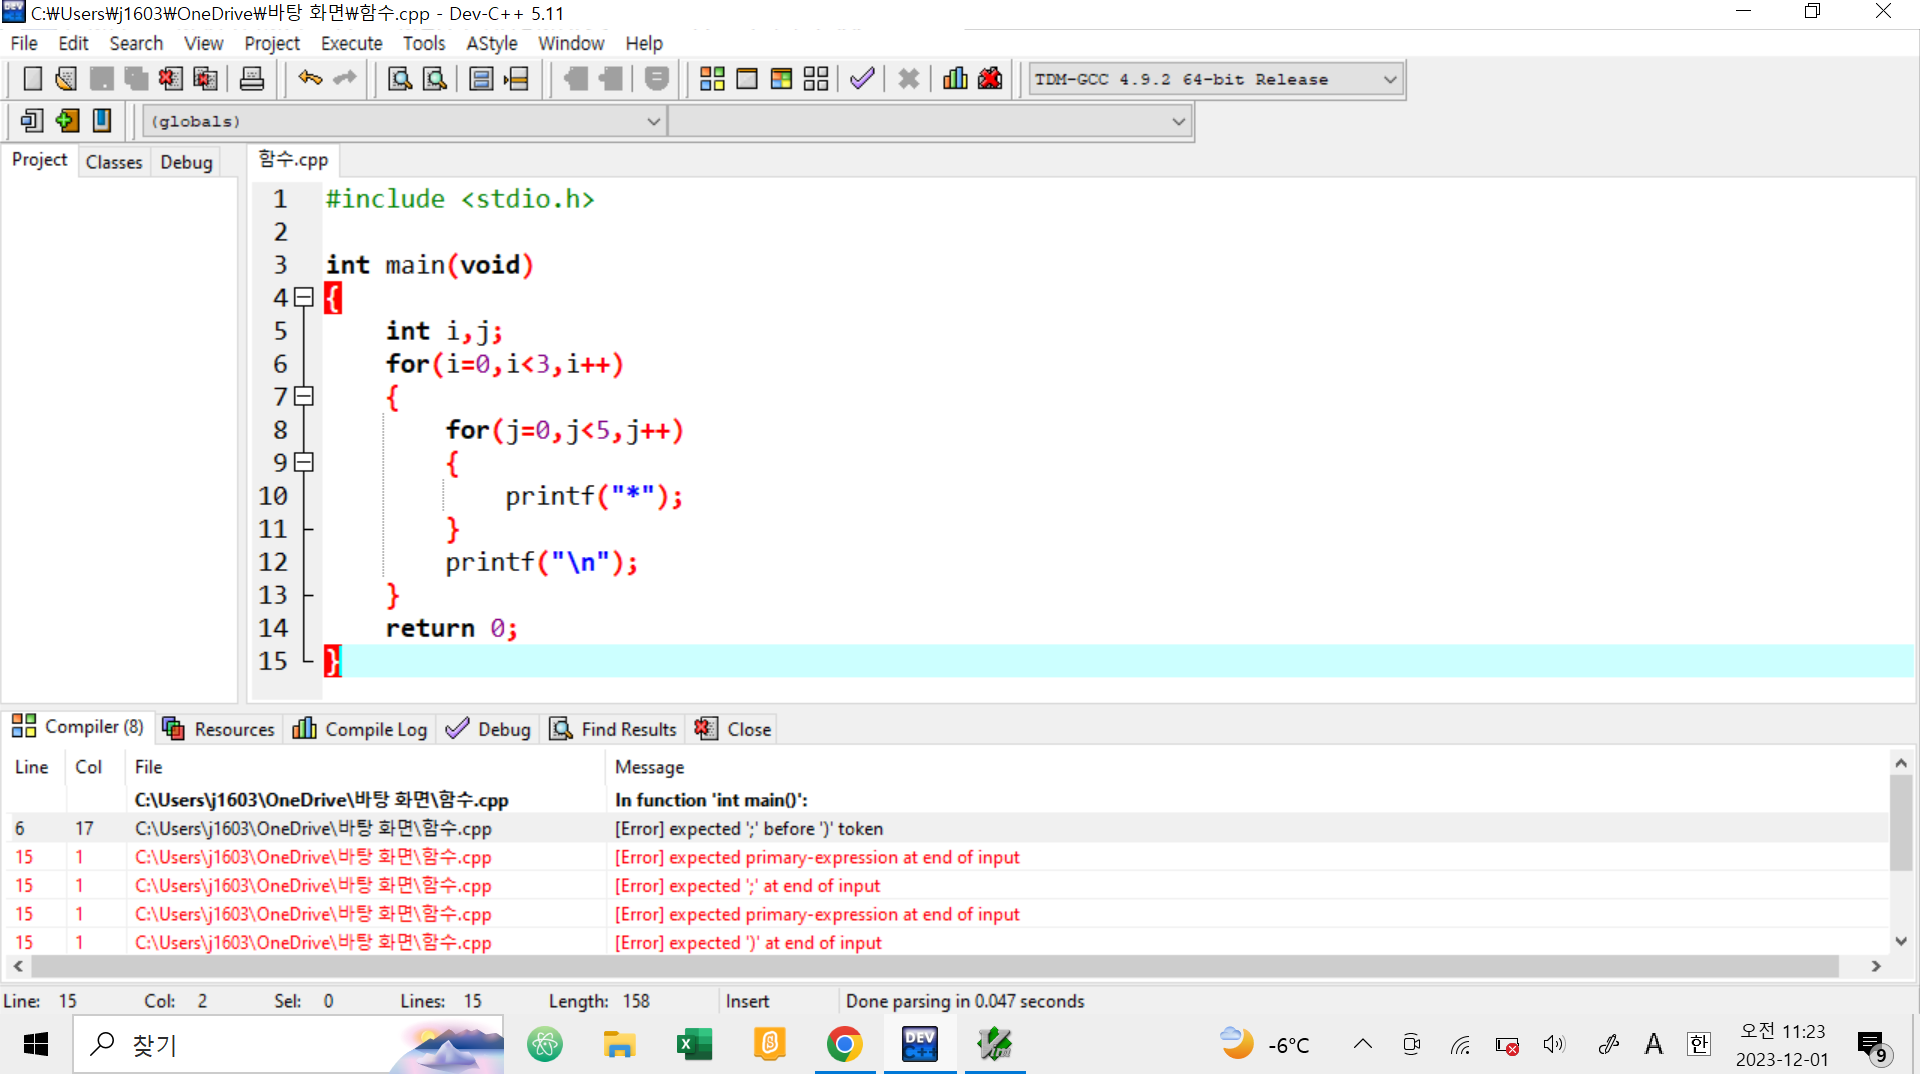 C:₩Users₩j1603₩OneDrive₩바탕 화면₩함수.cpp - Dev-C++ 5.11
File Edit Search View Project Execute Tools AStyle Window Help
TDM-GCC 4.9.2 64-bit Release
(globals)
Project Classes Debug 함수.cpp
1 #include <stdio.h>
2
3 int main(void)
4 {
5 int i,j;
6 for(i=0,i<3,i++)
7 {
8 for(j=0,j<5,j++)
9 {
10 printf("*");
11 }
12 printf("\n");
13 }
14 return 0;
15 }
Compiler (8) Resources Compile Log Debug Find Results Close
Line Col File Message
C:\Users\j1603\OneDrive\바탕 화면\함수.cpp In function 'int main()':
6 17 C:\Users\j1603\OneDrive\바탕 화면\함수.cpp [Error] expected ';' before ')' token
15 1 C:\Users\j1603\OneDrive\바탕 화면\함수.cpp [Error] expected primary-expression at end of input
15 1 C:\Users\j1603\OneDrive\바탕 화면\함수.cpp [Error] expected ';' at end of input
15 1 C:\Users\j1603\OneDrive\바탕 화면\함수.cpp [Error] expected primary-expression at end of input
15 1 C:\Users\j1603\OneDrive\바탕 화면\함수.cpp [Error] expected ')' at end of input
Line: 15 Col: 2 Sel: 0 Lines: 15 Length: 158 Insert Done parsing in 0.047 seconds
찾기 DEV C++ -6°C A 한 오전 11:23
2023-12-01 9